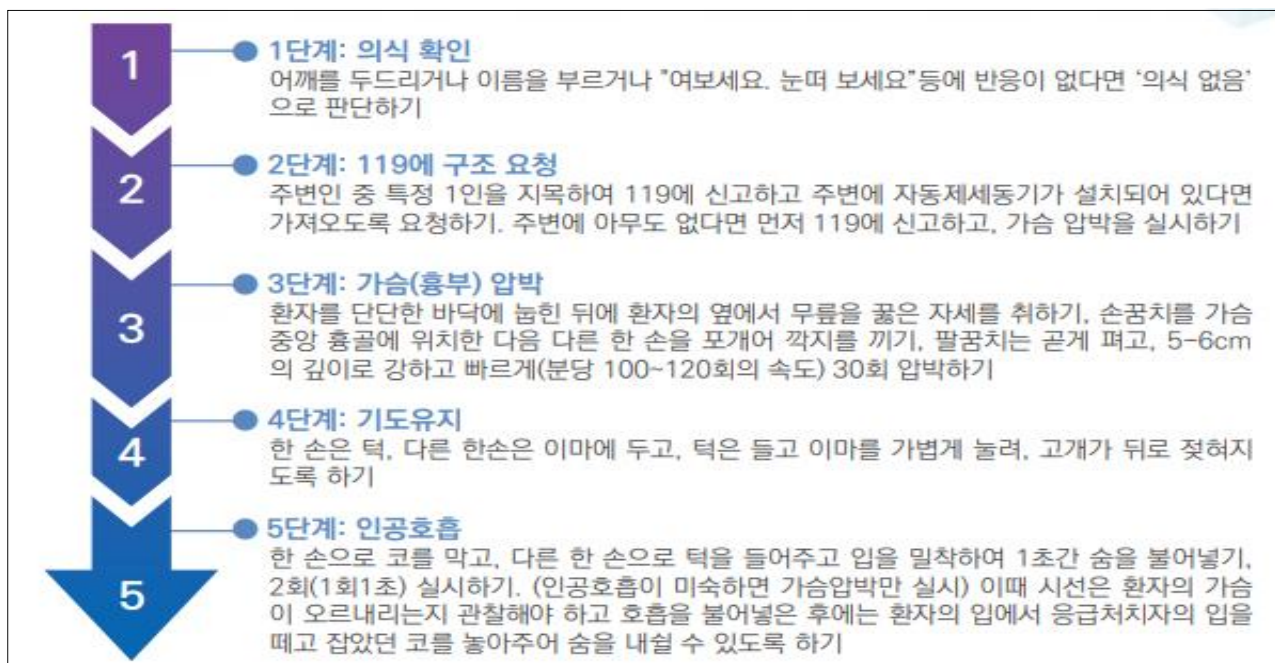 1
1단계: 의식 확인
어깨를 두드리거나 이름을 부르거나 "여보세요. 눈떠 보세요"등에 반응이 없다면 ‘의식 없음’
으로 판단하기
2
2단계: 119에 구조 요청
주변인 중 특정 1인을 지목하여 119에 신고하고 주변에 자동제세동기가 설치되어 있다면
가져오도록 요청하기. 주변에 아무도 없다면 먼저 119에 신고하고, 가슴 압박을 실시하기
3
3단계: 가슴(흉부) 압박
환자를 단단한 바닥에 눕힌 뒤에 환자의 옆에서 무릎을 꿇은 자세를 취하기, 손꿈치를 가슴
중앙 흉골에 위치한 다음 다른 한 손을 포개어 깍지를 끼기, 팔꿈치는 곧게 펴고, 5-6cm
의 깊이로 강하고 빠르게(분당 100~120회의 속도) 30회 압박하기
4
4단계: 기도유지
한 손은 턱, 다른 한손은 이마에 두고, 턱은 들고 이마를 가볍게 눌려, 고개가 뒤로 젖혀지
도록 하기
5
5단계: 인공호흡
한 손으로 코를 막고, 다른 한 손으로 턱을 들어주고 입을 밀착하여 1초간 숨을 불어넣기,
2회(1회1초) 실시하기. (인공호흡이 미숙하면 가슴압박만 실시) 이때 시선은 환자의 가슴
이 오르내리는지 관찰해야 하고 호흡을 불어넣은 후에는 환자의 입에서 응급처치자의 입을
떼고 잡았던 코를 놓아주어 숨을 내쉴 수 있도록 하기